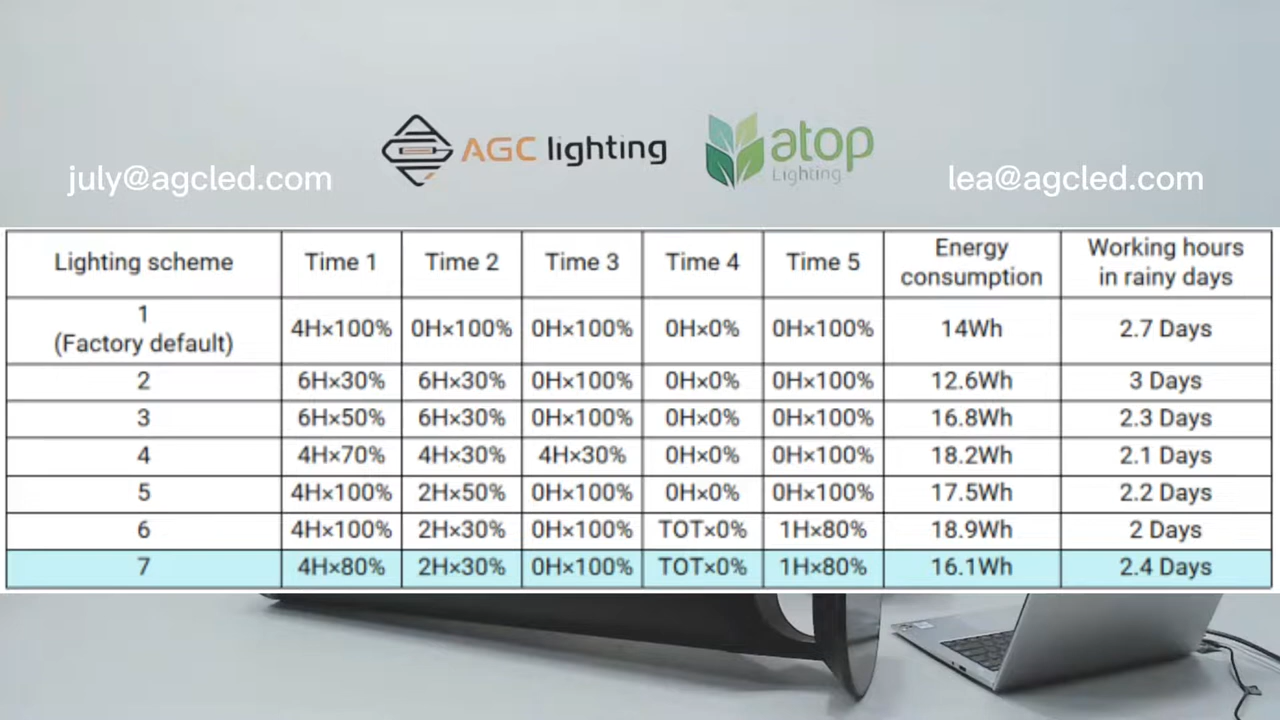 AGC lighting
atop
Lighting
july@agcled.com
lea@agcled.com
Lighting scheme Time 1 Time 2 Time 3 Time 4 Time 5 Energy consumption Working hours in rainy days
1 (Factory default) 4H×100% 0H×100% 0H×100% 0H×0% 0H×100% 14Wh 2.7 Days
2 6H×30% 6H×30% 0H×100% 0H×0% 0H×100% 12.6Wh 3 Days
3 6H×50% 6H×30% 0H×100% 0H×0% 0H×100% 16.8Wh 2.3 Days
4 4H×70% 4H×30% 4H×30% 0H×0% 0H×100% 18.2Wh 2.1 Days
5 4H×100% 2H×50% 0H×100% 0H×0% 0H×100% 17.5Wh 2.2 Days
6 4H×100% 2H×30% 0H×100% TOT×0% 1H×80% 18.9Wh 2 Days
7 4H×80% 2H×30% 0H×100% TOT×0% 1H×80% 16.1Wh 2.4 Days